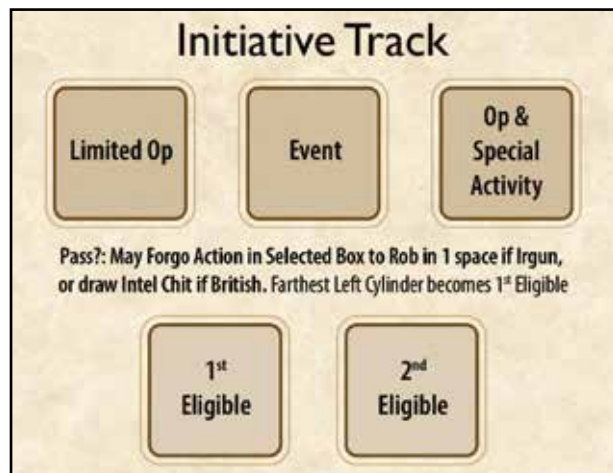 Initiative Track
Limited Op
Event
Op &
Special
Activity
Pass?: May Forgo Action in Selected Box to Rob in 1 space if Irgun,
or draw Intel Chit if British. Farthest Left Cylinder becomes 1st Eligible
1st
Eligible
2nd
Eligible